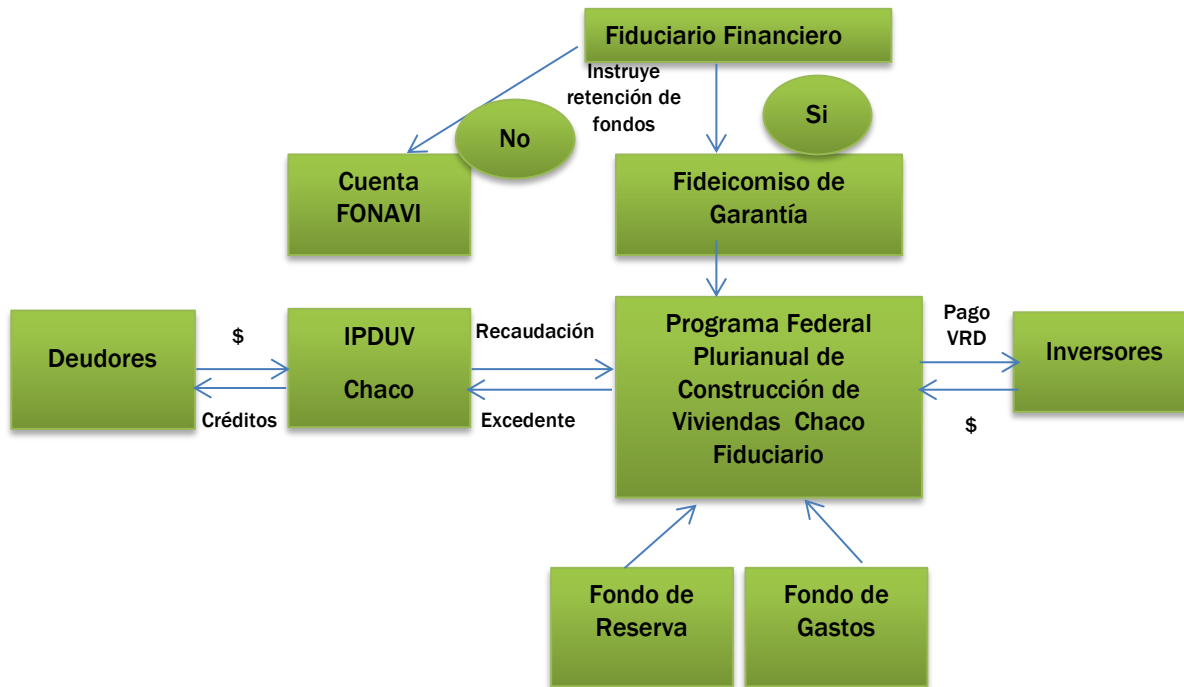 Fiduciario Financiero
Instruye
retención de
fondos
No
Si
Cuenta
FONAVI
Fideicomiso de
Garantía
Deudores
$
Créditos
IPDUV
Chaco
Recaudación
Excedente
Programa Federal
Plurianual de
Construcción de
Viviendas Chaco
Fiduciario
Pago
VRD
$
Inversores
Fondo de
Reserva
Fondo de
Gastos